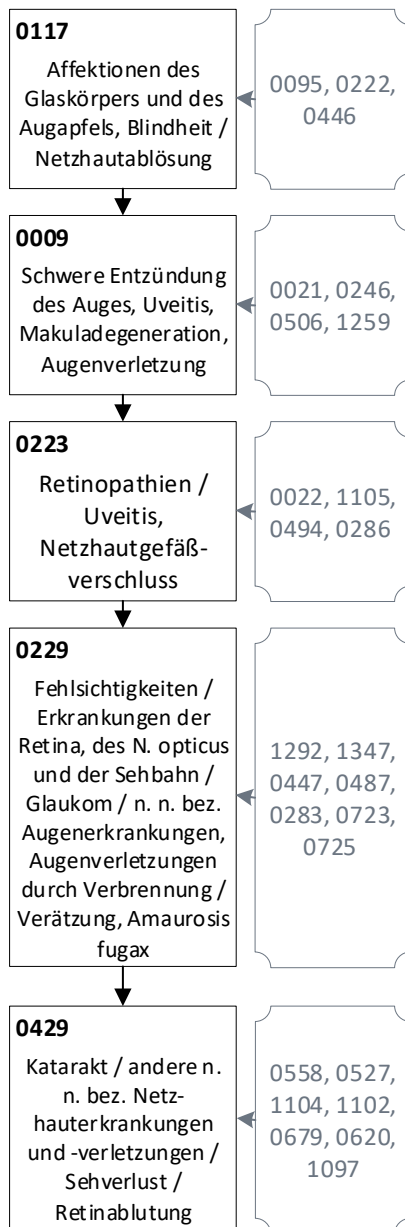 0117
Affektionen des
Glaskörpers und des
Augapfels, Blindheit /
Netzhautablösung
0095, 0222,
0446
0009
Schwere Entzündung
des Auges, Uveitis,
Makuladegeneration,
Augenverletzung
0021, 0246,
0506, 1259
0223
Retinopathien /
Uveitis,
Netzhautgefäß-
verschluss
0022, 1105,
0494, 0286
0229
Fehlsichtigkeiten /
Erkrankungen der
Retina, des N. opticus
und der Sehbahn /
Glaukom / n. n. bez.
Augenerkrankungen,
Augenverletzungen
durch Verbrennung /
Verätzung, Amaurosis
fugax
1292, 1347,
0447, 0487,
0283, 0723,
0725
0429
Katarakt / andere n.
n. bez. Netz-
hauterkrankungen
und -verletzungen /
Sehverlust /
Retinablutung
0558, 0527,
1104, 1102,
0679, 0620,
1097